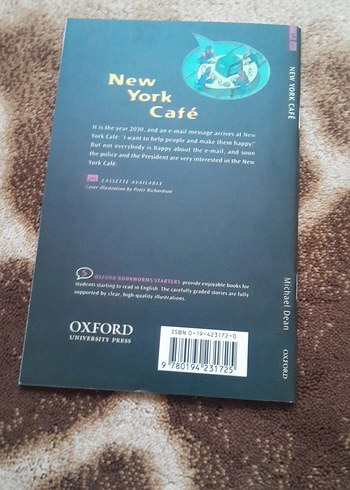 New
York
Café
It is the year 2030, and an e-mail message arrives at New
York Café: 'I want to help people and make them happy!'
But not everybody is happy about the e-mail, and soon
the police and the President are very interested in the New
York Café.
CASSETTE AVAILABLE
Cover illustration by Peter Richardson
S OXFORD BOOKWORMS STARTERS provide enjoyable books for
students starting to read in English. The carefully graded stories are fully
supported by clear, high-quality illustrations.
OXFORD
UNIVERSITY PRESS
ISBN 0-19-423172-0
9 780194 231725
NEW YORK CAFÉ
Michael Dean
OXFORD